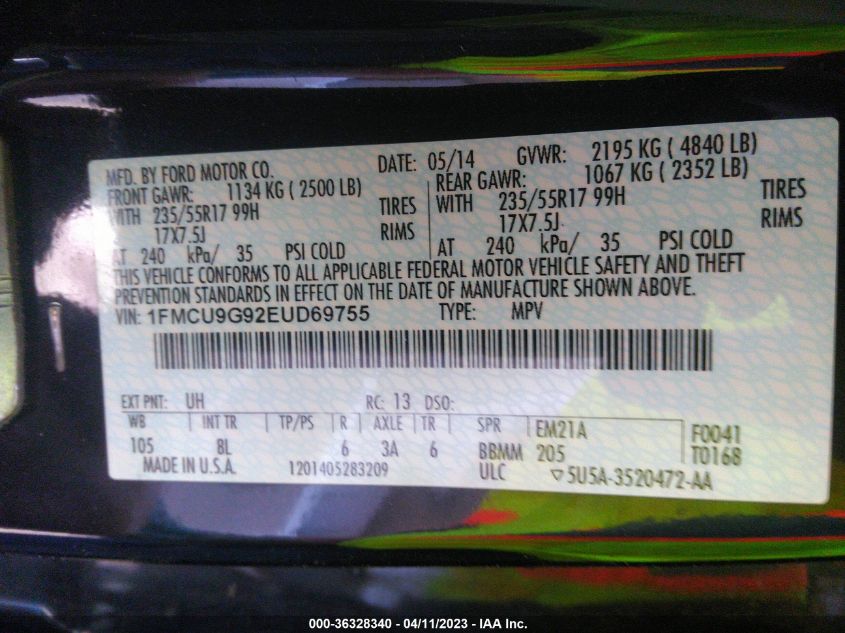 MFD. BY FORD MOTOR CO. DATE: 05/14 GVWR: 2195 KG ( 4840 LB)
FRONT GAWR: 1134 KG ( 2500 LB) REAR GAWR: 1067 KG ( 2352 LB)
WITH 235/55R17 99H TIRES WITH 235/55R17 99H TIRES
17X7.5J RIMS 17X7.5J RIMS
AT 240 kPa/ 35 PSI COLD AT 240 kPa/ 35 PSI COLD
THIS VEHICLE CONFORMS TO ALL APPLICABLE FEDERAL MOTOR VEHICLE SAFETY AND THEFT
PREVENTION STANDARDS IN EFFECT ON THE DATE OF MANUFACTURE SHOWN ABOVE.
VIN: 1FMCU9G92EUD69755 TYPE: MPV
EXT PNT: UH RC: 13 DSO:
WB INT TR TP/PS R AXLE TR SPR EM21A F0041
105 8L 6 3A 6 BBMM 205 T0168
MADE IN U.S.A. 1201405283209 ULC ▽5U5A-3520472-AA
000-36328340 - 04/11/2023 - IAA Inc.